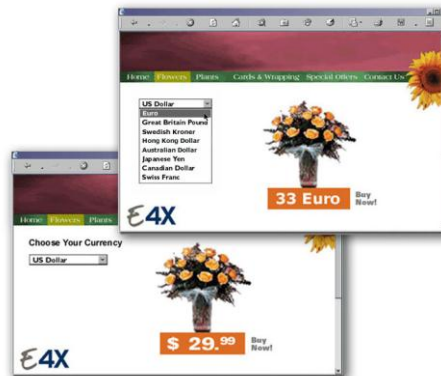 Home Flowers Plants Cards & Wrapping Special Offers Contact Us
US Dollar
Euro
Great Britain Pound
Swedish Kroner
Hong Kong Dollar
Australian Dollar
Japanese Yen
Canadian Dollar
Swiss Franc
33 Euro
Buy
Now!
E4X
Home Flowers Plants
Choose Your Currency
US Dollar
$ 29.99
Buy
Now!
E4X